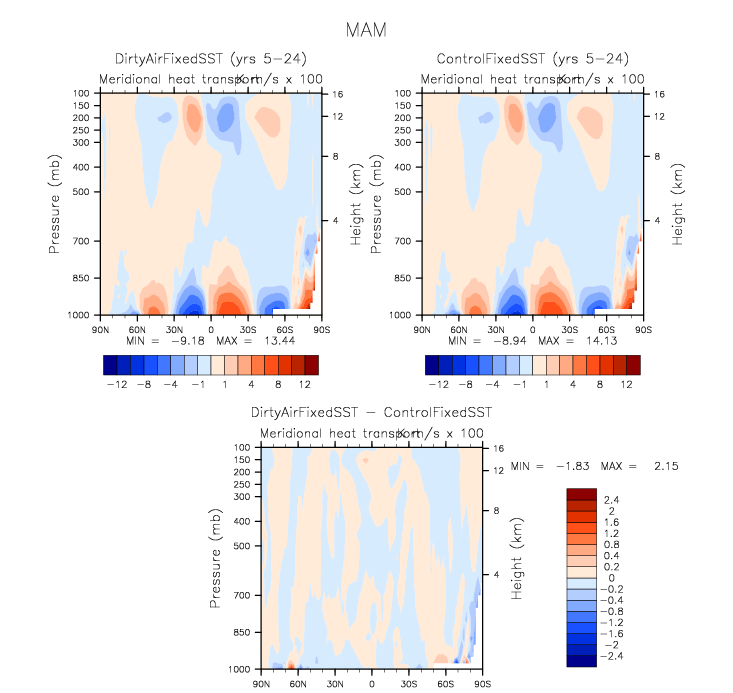 MAM
DirtyAirFixedSST (yrs 5-24)
Meridional heat transport K m/s x 100
100
150
200
250
300
400
500
700
850
1000
Pressure (mb)
16
12
8
4
Height (km)
90N 60N 30N 0 30S 60S 90S
MIN = -9.18 MAX = 13.44
-12 -8 -4 -1 1 4 8 12
ControlFixedSST (yrs 5-24)
Meridional heat transport K m/s x 100
100
150
200
250
300
400
500
700
850
1000
Pressure (mb)
16
12
8
4
Height (km)
90N 60N 30N 0 30S 60S 90S
MIN = -8.94 MAX = 14.13
-12 -8 -4 -1 1 4 8 12
DirtyAirFixedSST - ControlFixedSST
Meridional heat transport K m/s x 100
100
150
200
250
300
400
500
700
850
1000
Pressure (mb)
16
12
8
4
Height (km)
90N 60N 30N 0 30S 60S 90S
MIN = -1.83 MAX = 2.15
2.4
2
1.6
1.2
0.8
0.4
0.2
0
-0.2
-0.4
-0.8
-1.2
-1.6
-2
-2.4